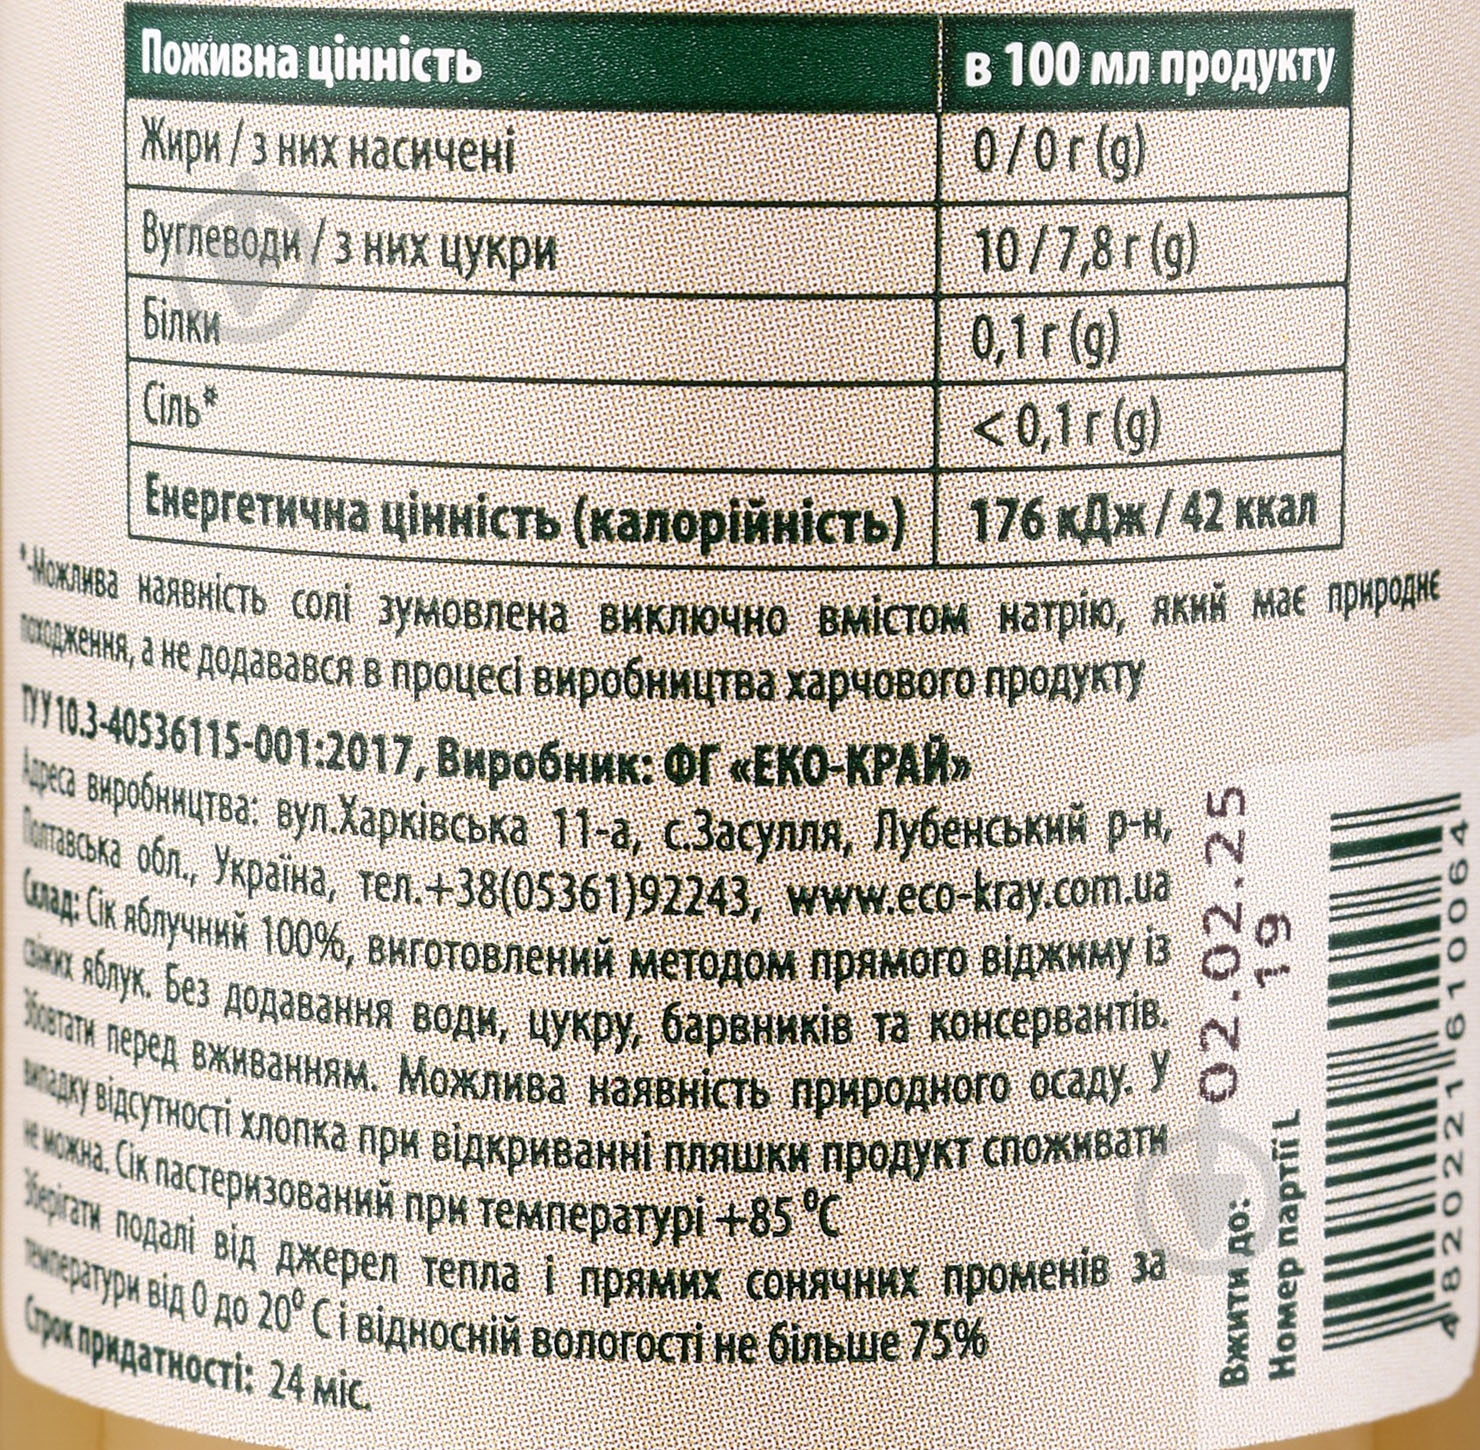 Поживна цінність в 100 мл продукту
Жири / з них насичені 0 / 0 г (g)
Вуглеводи / з них цукри 10 / 7,8 г (g)
Білки 0,1 г (g)
Сіль* < 0,1 г (g)
Енергетична цінність (калорійність) 176 кДж / 42 ккал
*-Можлива наявність солі зумовлена виключно вмістом натрію, який має природнє
походження, а не додавався в процесі виробництва харчового продукту
ТУ У 10.3-40536115-001:2017, Виробник: ФГ «ЕКО-КРАЙ»
Адреса виробництва: вул.Харківська 11-а, с.Засулля, Лубенський р-н,
Полтавська обл., Україна, тел.+38(05361)92243, www.eco-kray.com.ua
Склад: Сік яблучний 100%, виготовлений методом прямого віджиму із
свіжих яблук. Без додавання води, цукру, барвників та консервантів.
Збовтати перед вживанням. Можлива наявність природного осаду. У
випадку відсутності хлопка при відкриванні пляшки продукт споживати
не можна. Сік пастеризований при температурі +85 °С
Зберігати подалі від джерел тепла і прямих сонячних променів за
температури від 0 до 20° С і відносній вологості не більше 75%
Строк придатності: 24 міс.
Вжити до: 02.02.25
Номер партії L 19
4820221610064